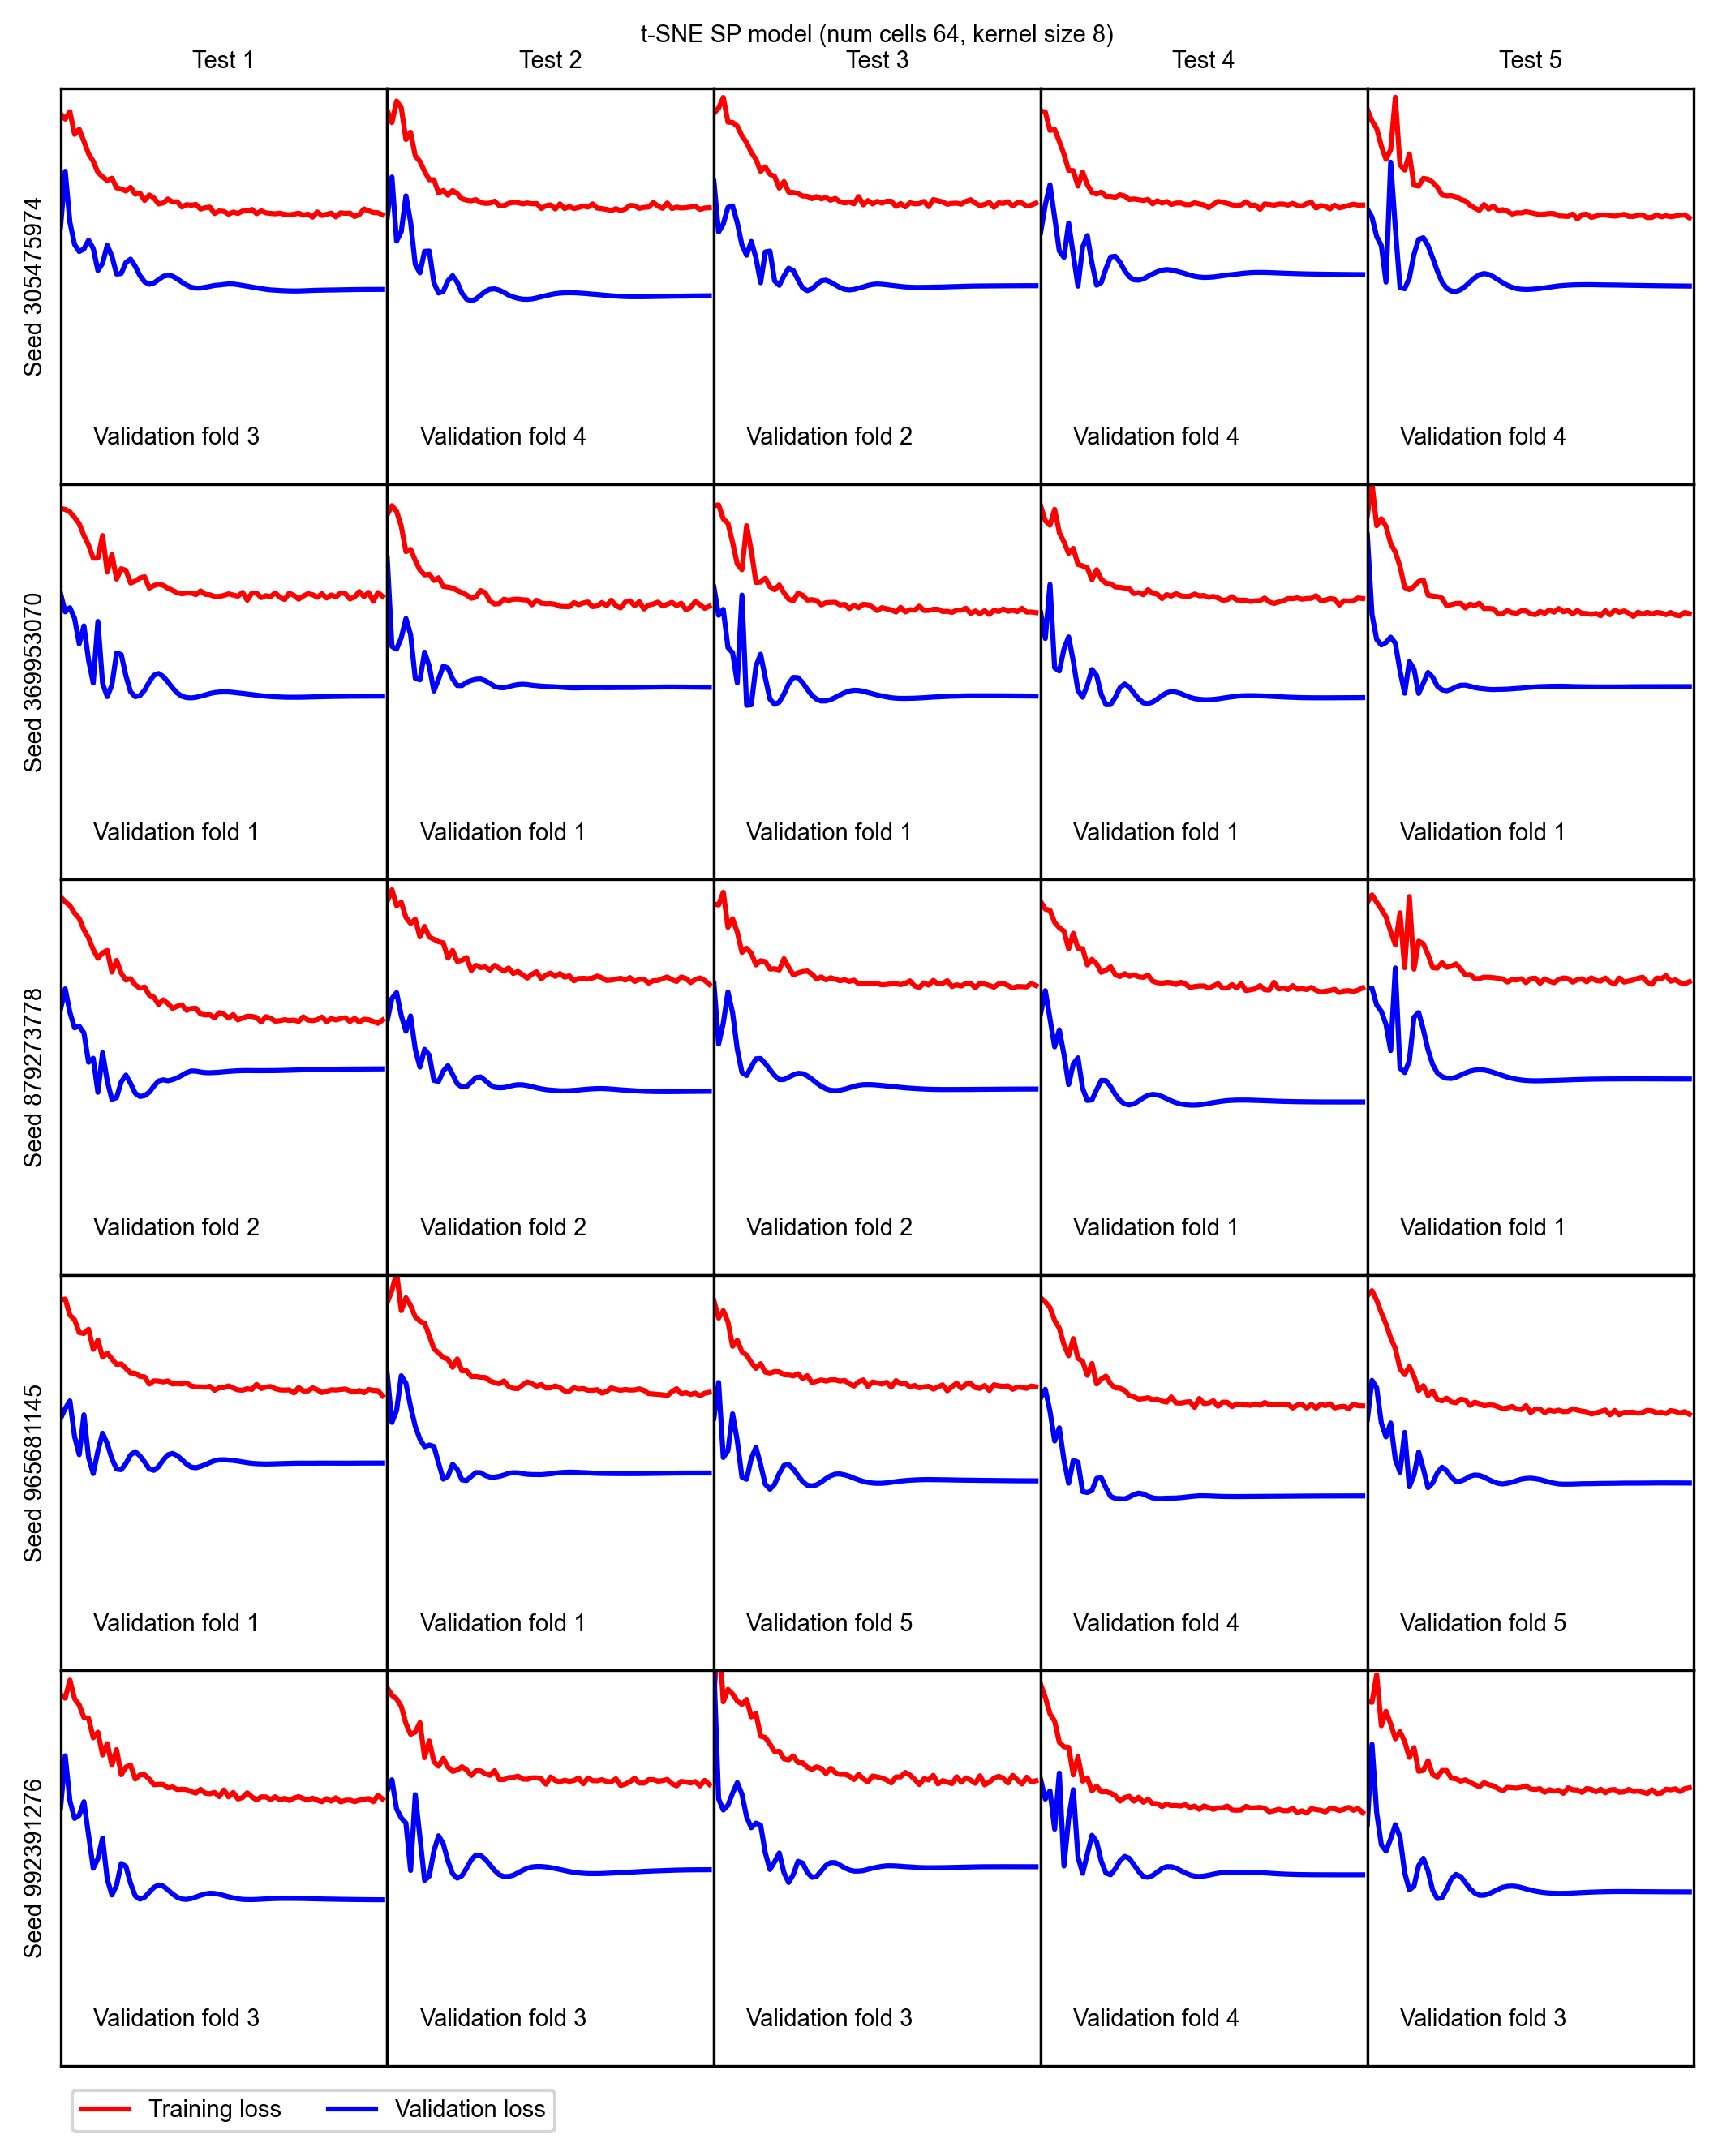 t-SNE SP model (num cells 64, kernel size 8)
Test 1
Test 2
Test 3
Test 4
Test 5
Seed 305475974
Validation fold 3
Validation fold 4
Validation fold 2
Validation fold 4
Validation fold 4
Seed 369953070
Validation fold 1
Validation fold 1
Validation fold 1
Validation fold 1
Validation fold 1
Seed 879273778
Validation fold 2
Validation fold 2
Validation fold 2
Validation fold 1
Validation fold 1
Seed 965681145
Validation fold 1
Validation fold 1
Validation fold 5
Validation fold 4
Validation fold 5
Seed 992391276
Validation fold 3
Validation fold 3
Validation fold 3
Validation fold 4
Validation fold 3
Training loss
Validation loss